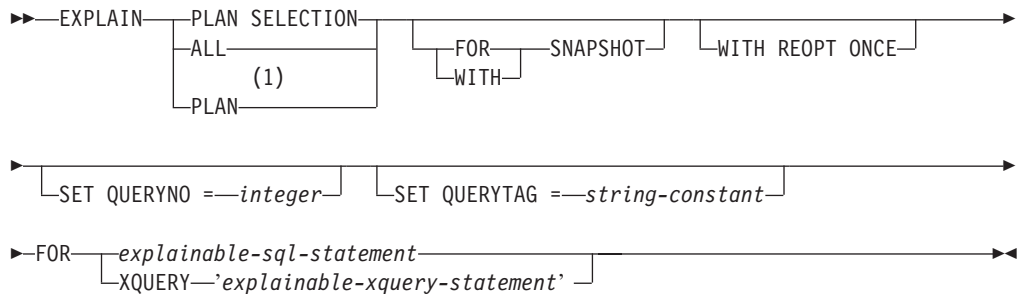 EXPLAIN PLAN SELECTION
ALL FOR SNAPSHOT WITH REOPT ONCE
(1) WITH
PLAN
SET QUERYNO = integer SET QUERYTAG = string-constant
FOR explainable-sql-statement
XQUERY 'explainable-xquery-statement'